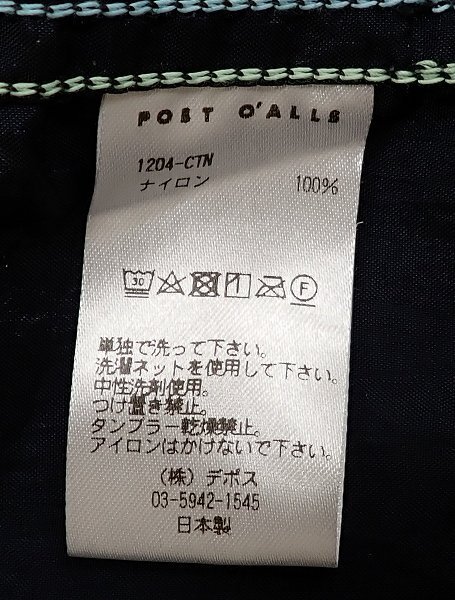 POST O'ALLS
1204-CTN
ナイロン 100%
30 F
単独で洗って下さい。
洗濯ネットを使用して下さい。
中性洗剤使用。
つけ置き禁止。
タンブラー乾燥禁止。
アイロンはかけないで下さい。
(株) デポス
03-5942-1545
日本製